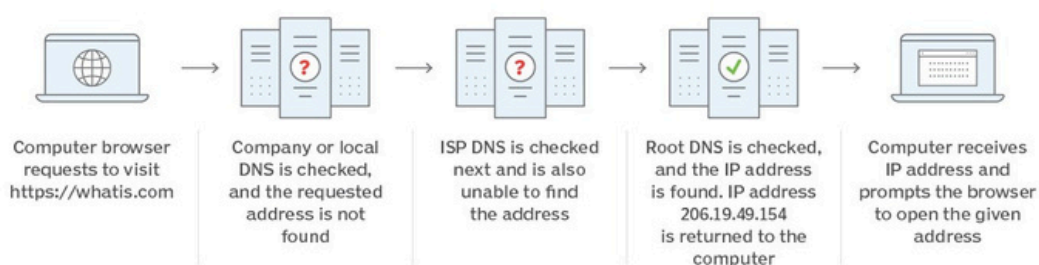 ?
?
Computer browser
requests to visit
https://whatis.com
Company or local
DNS is checked,
and the requested
address is not
found
ISP DNS is checked
next and is also
unable to find
the address
Root DNS is checked,
and the IP address
is found. IP address
206.19.49.154
is returned to the
computer
Computer receives
IP address and
prompts the browser
to open the given
address